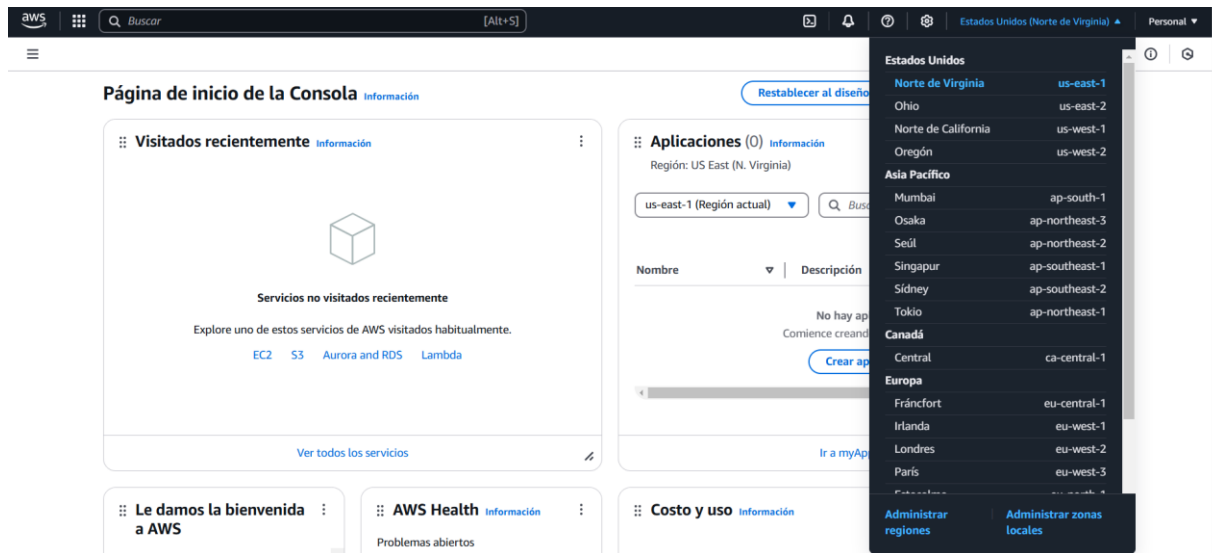 aws
Buscar [Alt+S]
Estados Unidos (Norte de Virginia) ▲
Personal ▼
Página de inicio de la Consola Información
Restablecer al diseño
Visitados recientemente Información
Servicios no visitados recientemente
Explore uno de estos servicios de AWS visitados habitualmente.
EC2 S3 Aurora and RDS Lambda
Ver todos los servicios
Aplicaciones (0) Información
Región: US East (N. Virginia)
us-east-1 (Región actual)
Nombre Descripción
No hay
Comience
Crear
Ir a
Estados Unidos
Norte de Virginia us-east-1
Ohio us-east-2
Norte de California us-west-1
Oregón us-west-2
Asia Pacífico
Mumbai ap-south-1
Osaka ap-northeast-3
Seúl ap-northeast-2
Singapur ap-southeast-1
Sídney ap-southeast-2
Tokio ap-northeast-1
Canadá
Central ca-central-1
Europa
Fráncfort eu-central-1
Irlanda eu-west-1
Londres eu-west-2
París eu-west-3
Administrar regiones
Administrar zonas locales
Le damos la bienvenida
a AWS
AWS Health Información
Problemas abiertos
Costo y uso Información